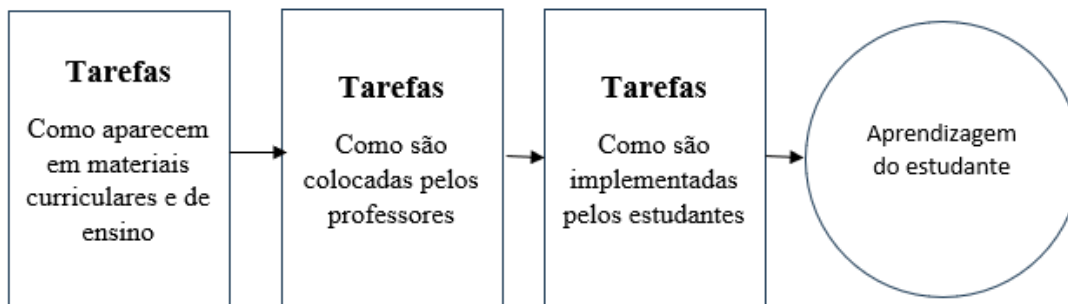 Tarefas
Como aparecem
em materiais
curriculares e de
ensino
Tarefas
Como são
colocadas pelos
professores
Tarefas
Como são
implementadas
pelos estudantes
Aprendizagem
do estudante